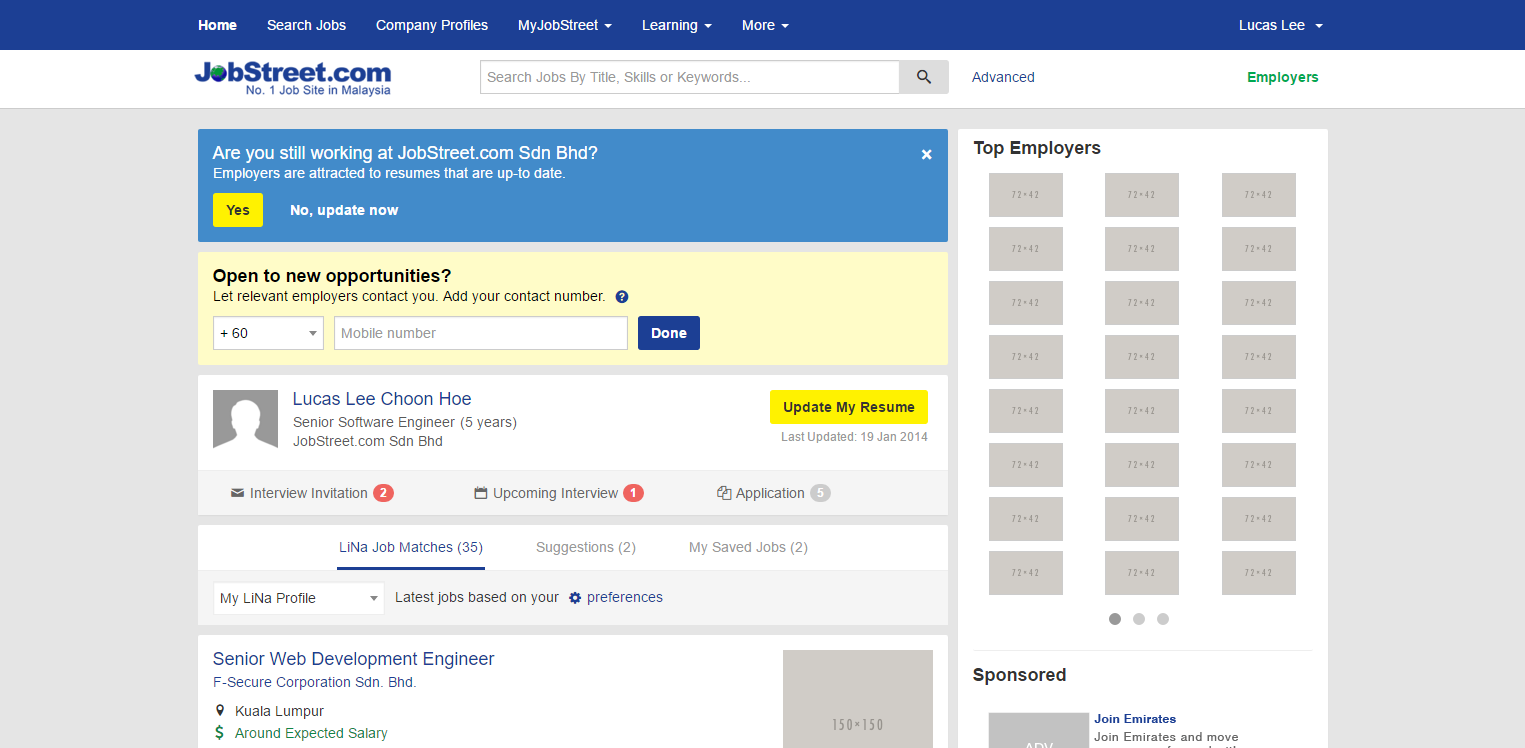 Home Search Jobs Company Profiles MyJobStreet Learning More Lucas Lee
JobStreet.com
No. 1 Job Site in Malaysia
Search Jobs By Title, Skills or Keywords...
Advanced
Employers
Are you still working at JobStreet.com Sdn Bhd?
Employers are attracted to resumes that are up-to date.
Yes No, update now
Open to new opportunities?
Let relevant employers contact you. Add your contact number. ?
+ 60 Mobile number Done
Lucas Lee Choon Hoe
Senior Software Engineer (5 years)
JobStreet.com Sdn Bhd
Update My Resume
Last Updated: 19 Jan 2014
Interview Invitation 2 Upcoming Interview 1 Application 5
LiNa Job Matches (35) Suggestions (2) My Saved Jobs (2)
My LiNa Profile Latest jobs based on your preferences
Senior Web Development Engineer
F-Secure Corporation Sdn. Bhd.
Kuala Lumpur
$ Around Expected Salary
150×150
Top Employers
72×42 72×42 72×42
72×42 72×42 72×42
72×42 72×42 72×42
72×42 72×42 72×42
72×42 72×42 72×42
72×42 72×42 72×42
72×42 72×42 72×42
72×42 72×42 72×42
Sponsored
ADV
Join Emirates
Join Emirates and move